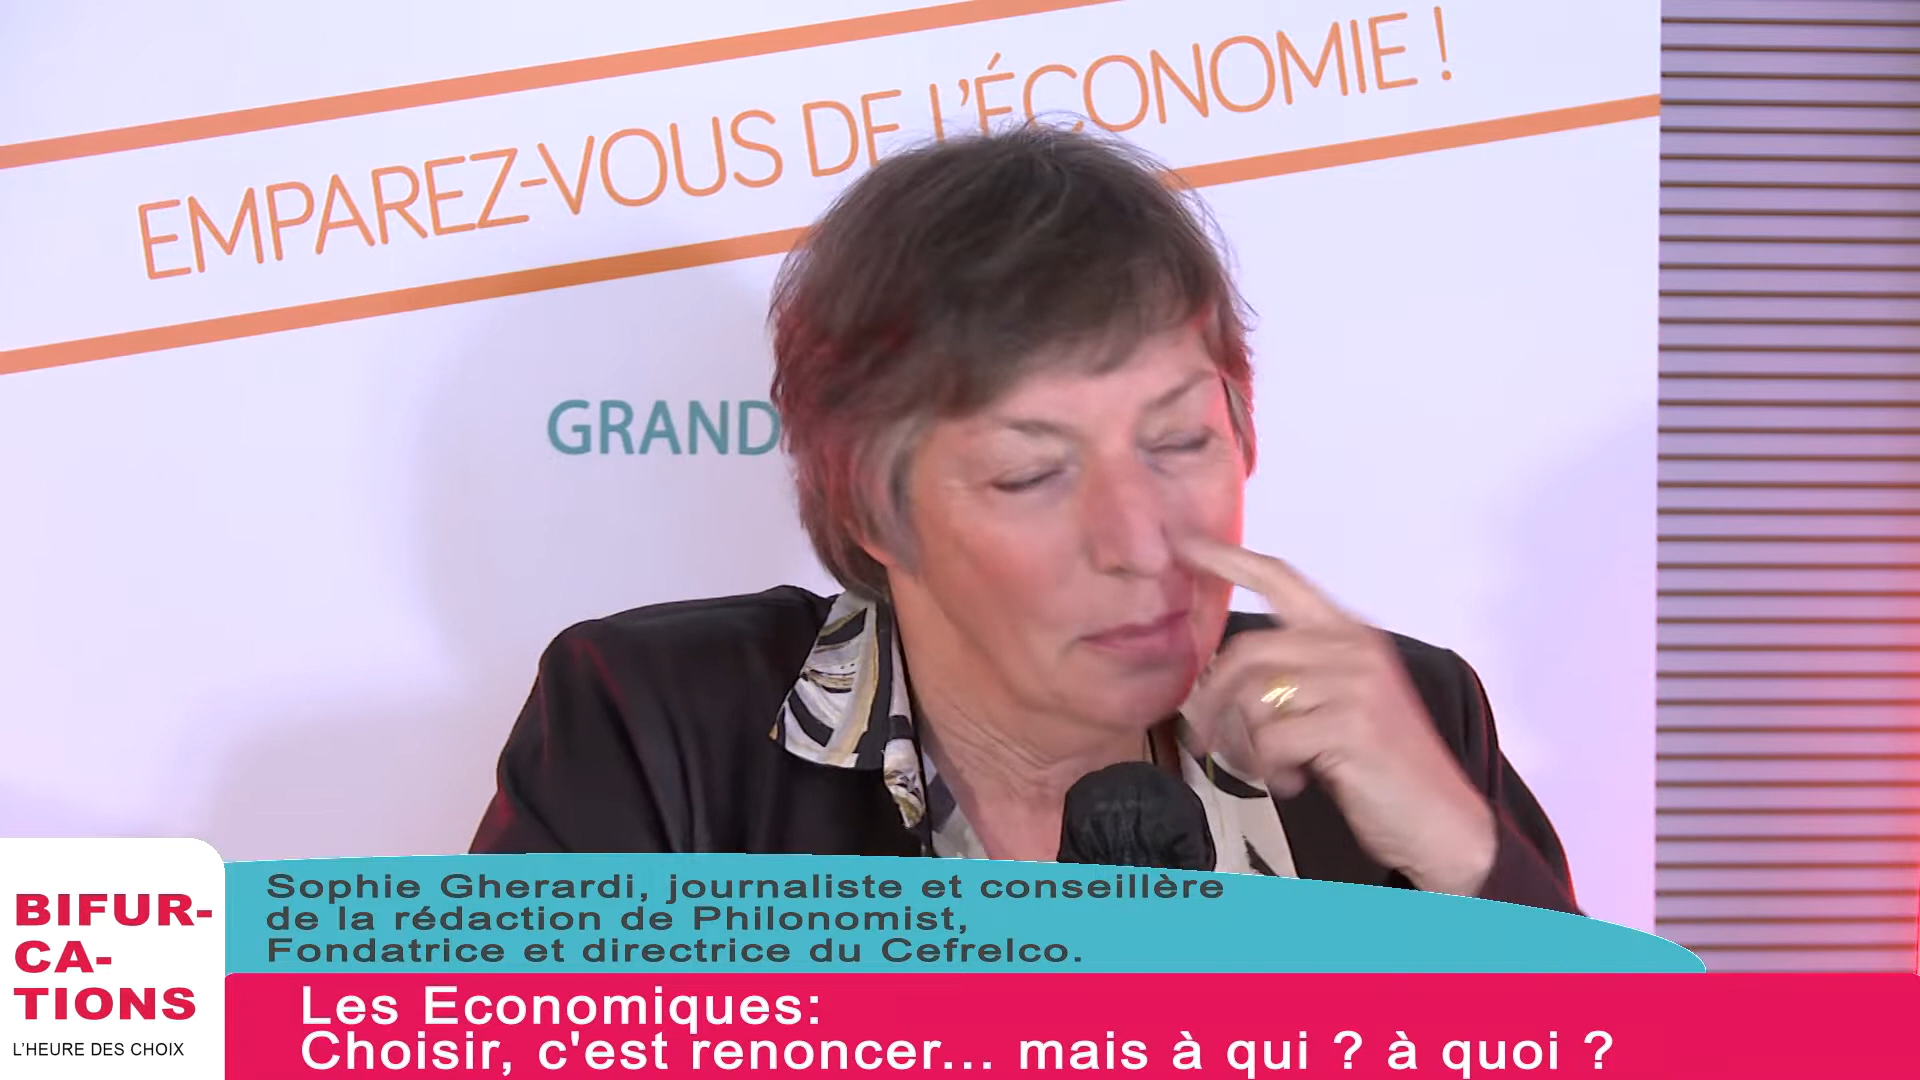 EMPAREZ-VOUS DE L'ÉCONOMIE !
GRAND
Sophie Gherardi, journaliste et conseillère
de la rédaction de Philonomist,
Fondatrice et directrice du Cefrelco.
BIFUR-
CA-
TIONS
L'HEURE DES CHOIX
Les Economiques:
Choisir, c'est renoncer... mais à qui ? à quoi ?